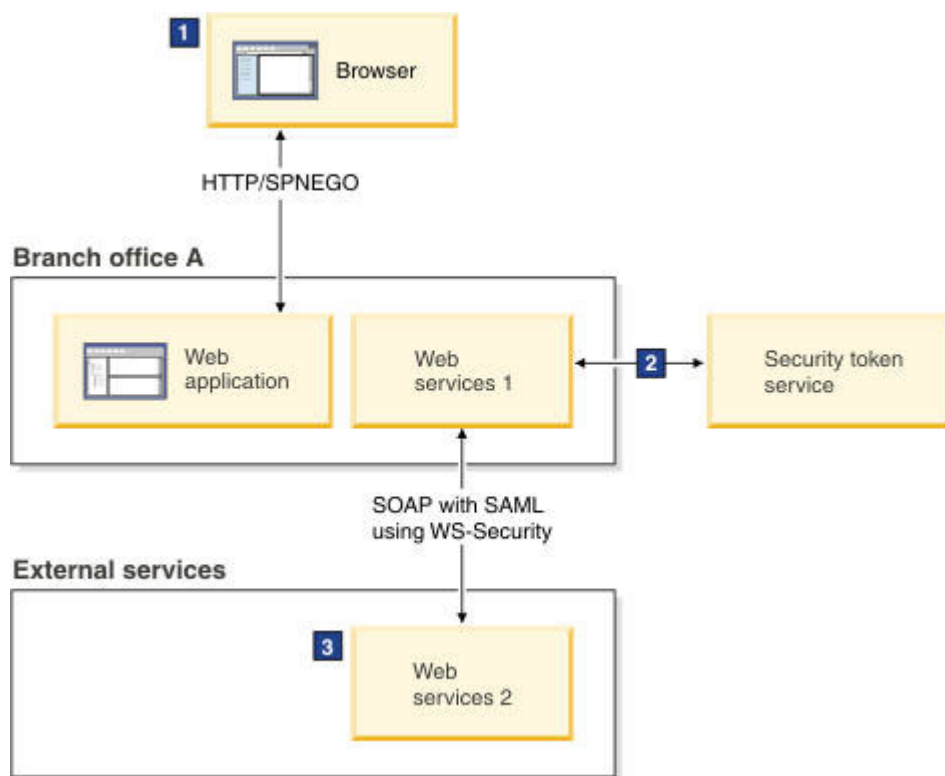 1
Browser
HTTP/SPNEGO
Branch office A
Web
application
Web
services 1
2
Security token
service
SOAP with SAML
using WS-Security
External services
3
Web
services 2